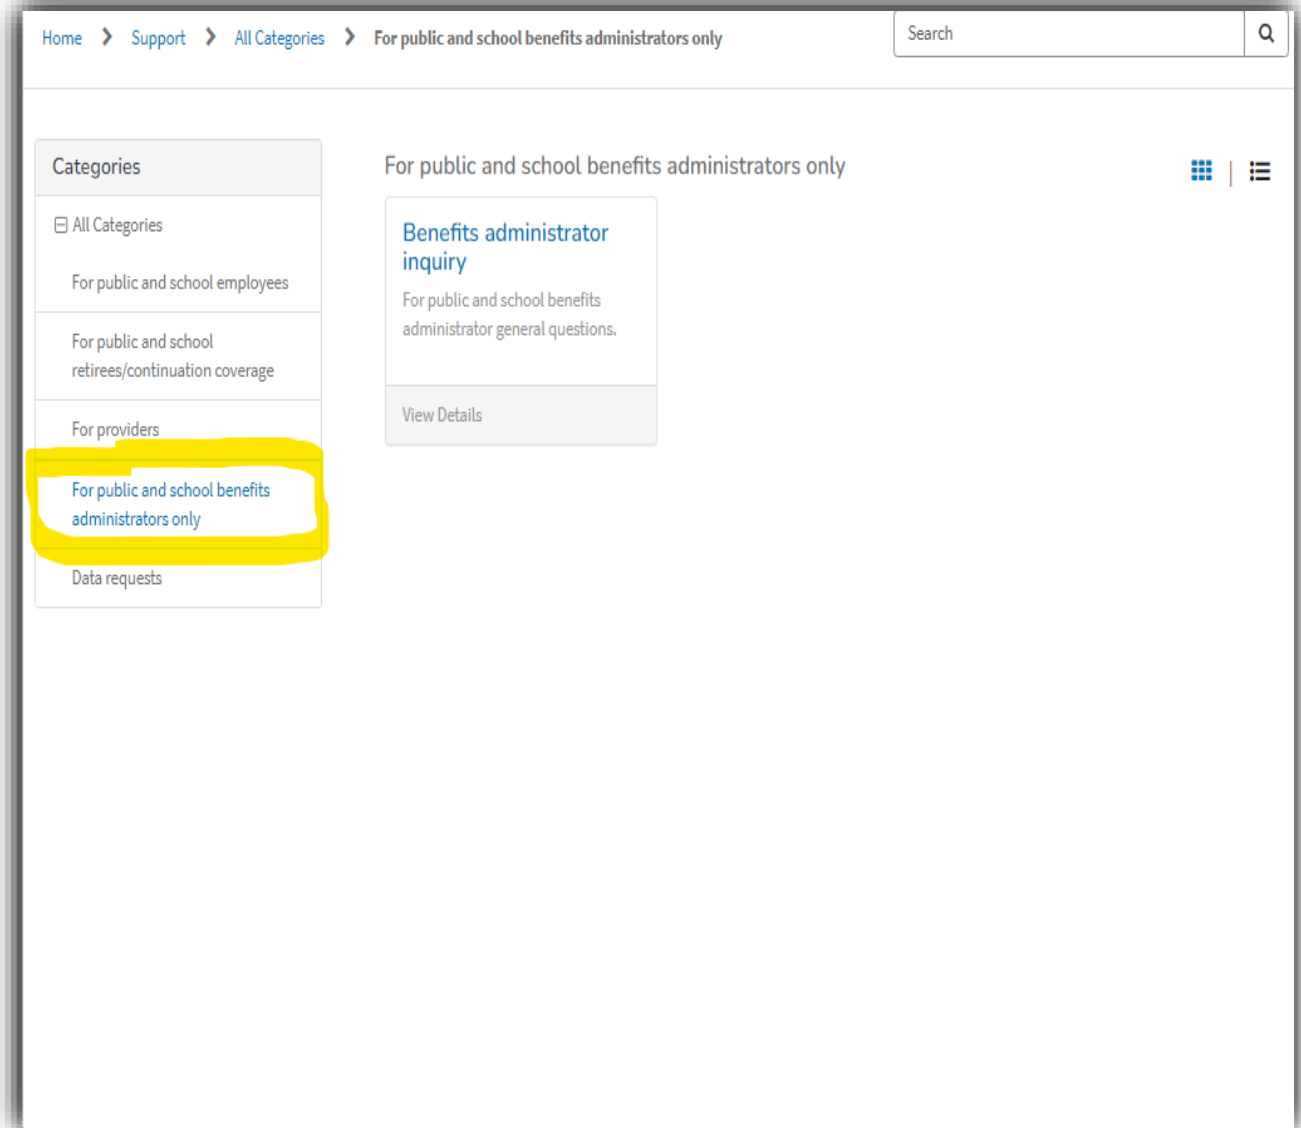 Home > Support > All Categories > For public and school benefits administrators only
Search
Categories
All Categories
For public and school employees
For public and school
retirees/continuation coverage
For providers
For public and school benefits
administrators only
Data requests
For public and school benefits administrators only
Benefits administrator
inquiry
For public and school benefits
administrator general questions.
View Details